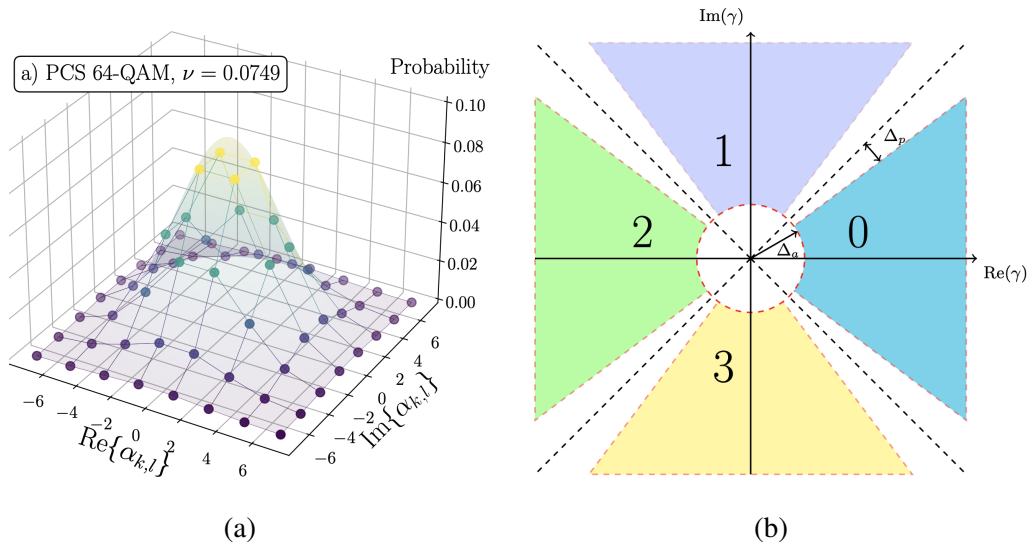 a) PCS 64-QAM, ν = 0.0749
Probability
0.10
0.08
0.06
0.04
0.02
0.00
−6
−4
−2
0
2
4
6
Re{α_{k,l}}
−6
−4
−2
0
2
4
6
Im{α_{k,l}}
(a)
Im(γ)
Re(γ)
1
2
0
3
Δ_p
Δ_a
(b)